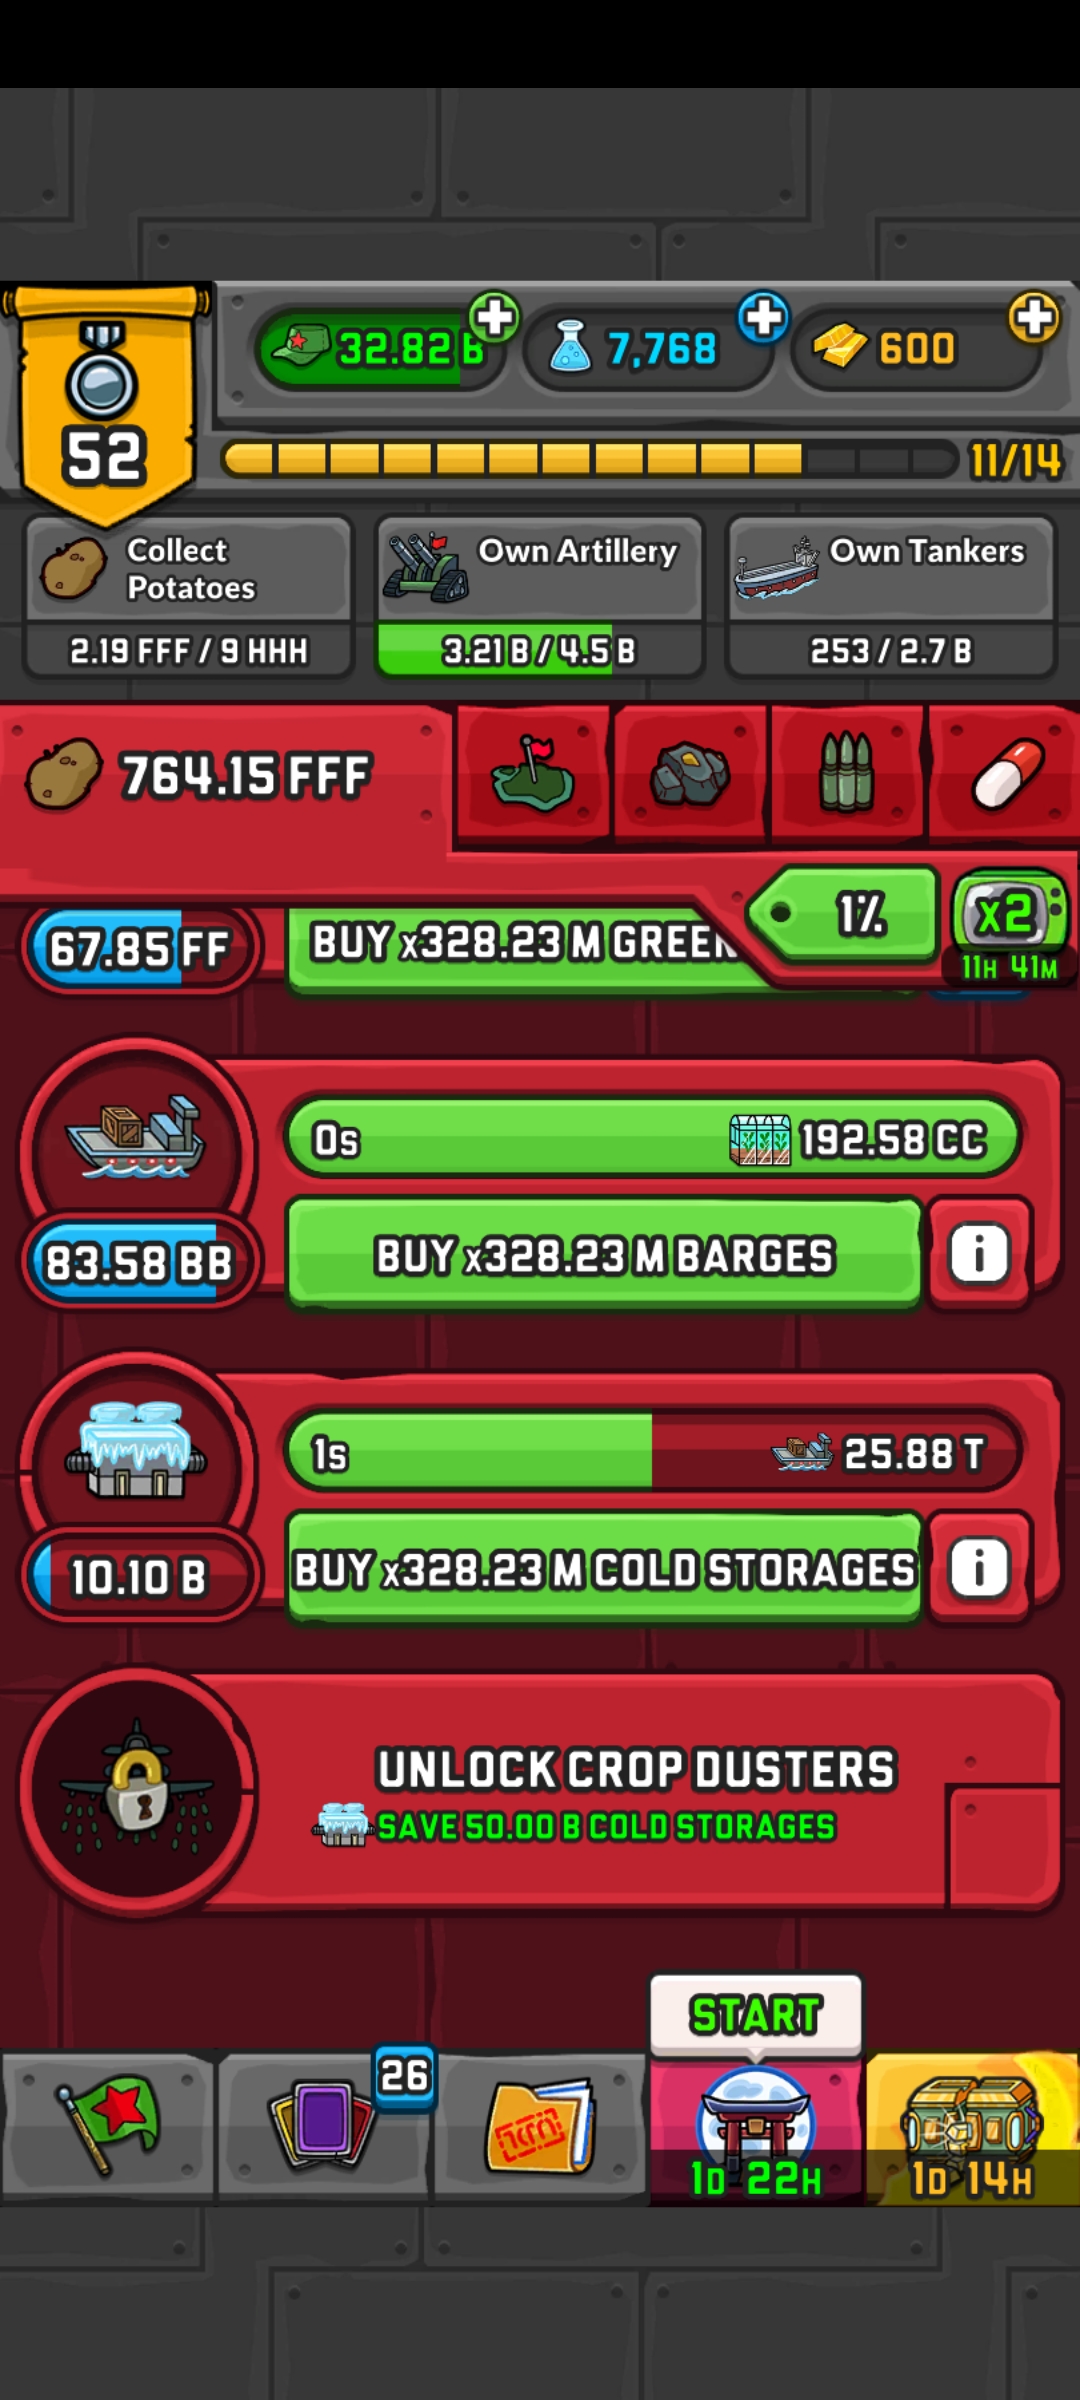 32.82 B
7,768
600
52
11/14
Collect Potatoes
2.19 FFF / 9 HHH
Own Artillery
3.21 B / 4.5 B
Own Tankers
253 / 2.7 B
764.15 FFF
1%
x2
11H 41M
67.85 FF
BUY x328.23 M
0s
192.58 CC
83.58 BB
BUY x328.23 M BARGES
i
1s
25.88 T
10.10 B
BUY x328.23 M COLD STORAGES
i
UNLOCK CROP DUSTERS
SAVE 50.00 B COLD STORAGES
START
26
1D 22H
1D 14H